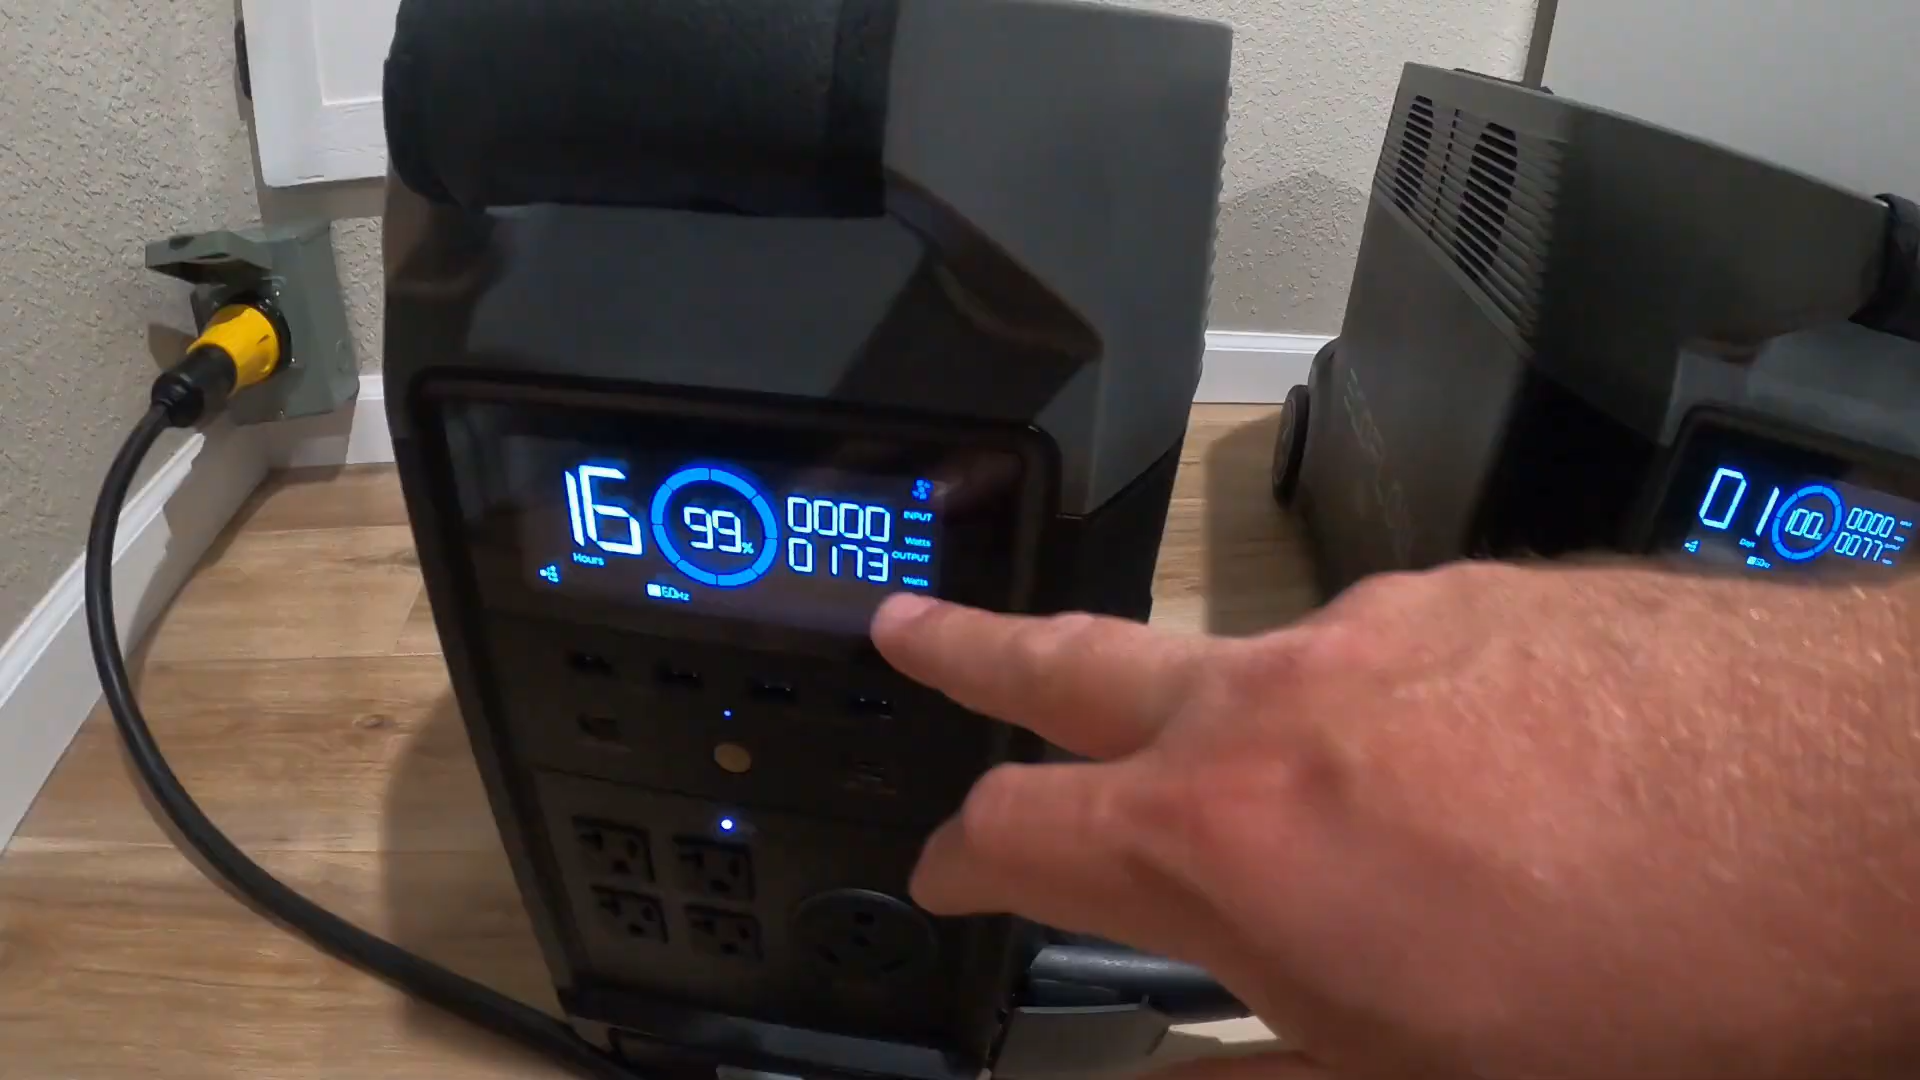 16
Hours
99%
0000
INPUT
Watts
0173
OUTPUT
Watts
60Hz
01
100%
0000
0077